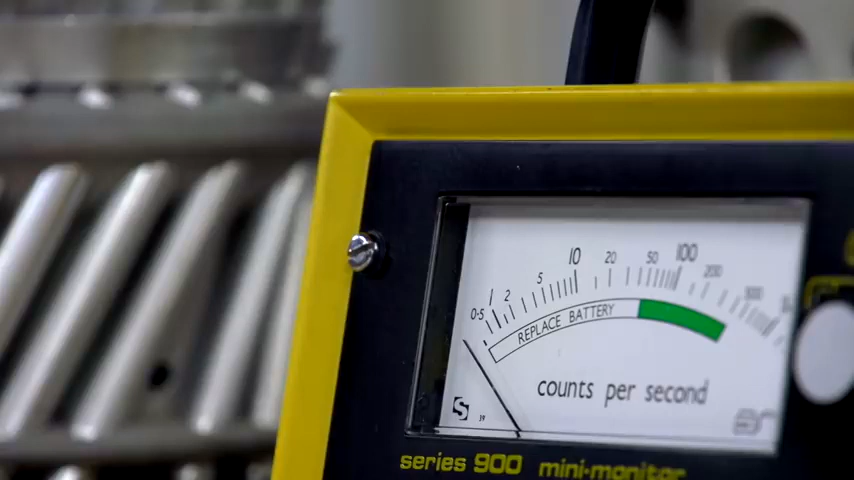 0·5 1 2 5 10 20 50 100 200 500
REPLACE BATTERY
counts per second
S 39
series 900 mini·monitor